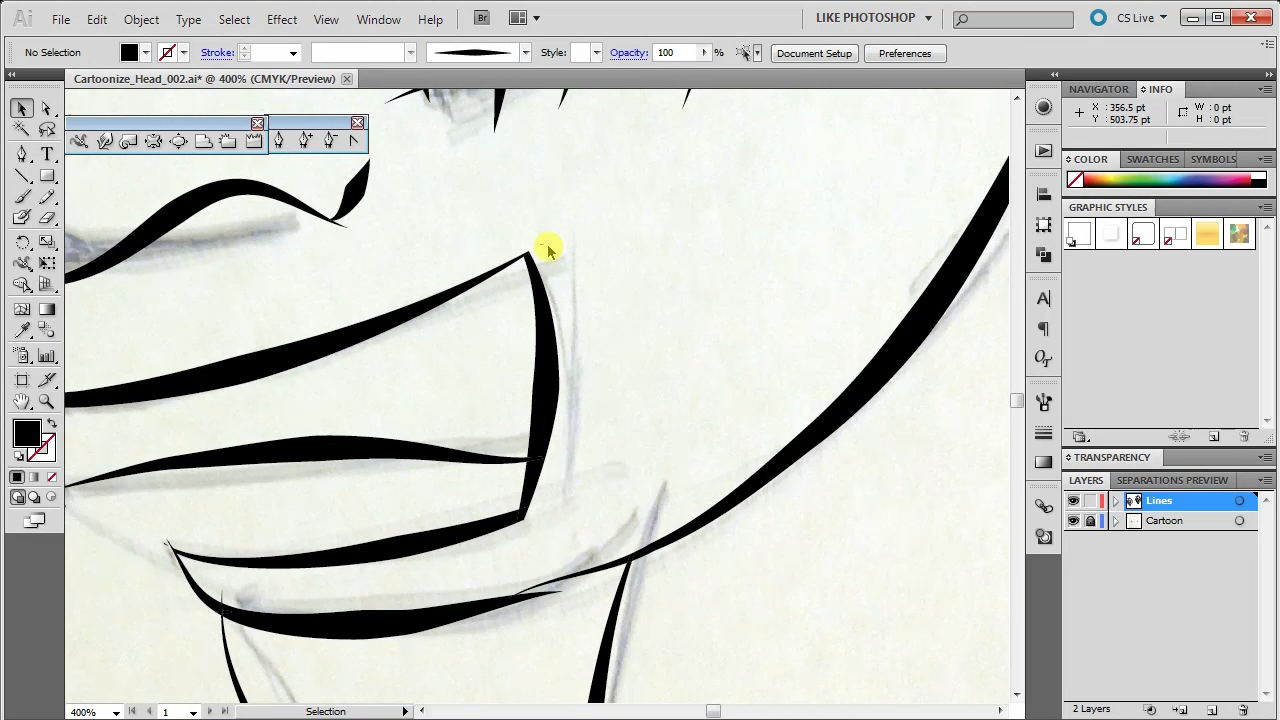 Ai File Edit Object Type Select Effect View Window Help Br LIKE PHOTOSHOP CS Live
No Selection Stroke: Style: Opacity: 100 % Document Setup Preferences
Cartoonize_Head_002.ai* @ 400% (CMYK/Preview)
NAVIGATOR INFO
X : 356.5 pt W : 0 pt
Y : 503.75 pt H : 0 pt
COLOR SWATCHES SYMBOLS
GRAPHIC STYLES
TRANSPARENCY
LAYERS SEPARATIONS PREVIEW
Lines
Cartoon
2 Layers
400% 1 Selection